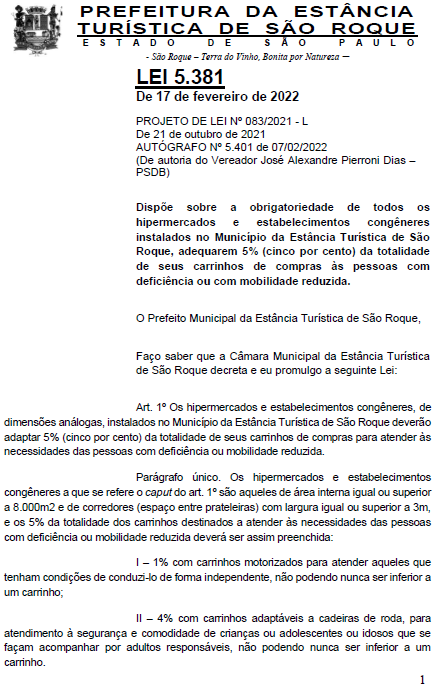 PREFEITURA DA ESTÂNCIA
TURÍSTICA DE SÃO ROQUE
ESTADO DE SÃO PAULO
- São Roque – Terra do Vinho, Bonita por Natureza –
LEI 5.381
De 17 de fevereiro de 2022
PROJETO DE LEI Nº 083/2021 - L
De 21 de outubro de 2021
AUTÓGRAFO Nº 5.401 de 07/02/2022
(De autoria do Vereador José Alexandre Pierroni Dias –
PSDB)
Dispõe sobre a obrigatoriedade de todos os
hipermercados e estabelecimentos congêneres
instalados no Município da Estância Turística de São
Roque, adequarem 5% (cinco por cento) da totalidade
de seus carrinhos de compras às pessoas com
deficiência ou com mobilidade reduzida.
O Prefeito Municipal da Estância Turística de São Roque,
Faço saber que a Câmara Municipal da Estância Turística
de São Roque decreta e eu promulgo a seguinte Lei:
Art. 1º Os hipermercados e estabelecimentos congêneres, de
dimensões análogas, instalados no Município da Estância Turística de São Roque deverão
adaptar 5% (cinco por cento) da totalidade de seus carrinhos de compras para atender às
necessidades das pessoas com deficiência ou mobilidade reduzida.
Parágrafo único. Os hipermercados e estabelecimentos
congêneres a que se refere o caput do art. 1º são aqueles de área interna igual ou superior
a 8.000m2 e de corredores (espaço entre prateleiras) com largura igual ou superior a 3m,
e os 5% da totalidade dos carrinhos destinados a atender às necessidades das pessoas
com deficiência ou mobilidade reduzida deverá ser assim preenchida:
I – 1% com carrinhos motorizados para atender aqueles que
tenham condições de conduzi-lo de forma independente, não podendo nunca ser inferior a
um carrinho;
II – 4% com carrinhos adaptáveis a cadeiras de roda, para
atendimento à segurança e comodidade de crianças ou adolescentes ou idosos que se
façam acompanhar por adultos responsáveis, não podendo nunca ser inferior a um
carrinho.
1